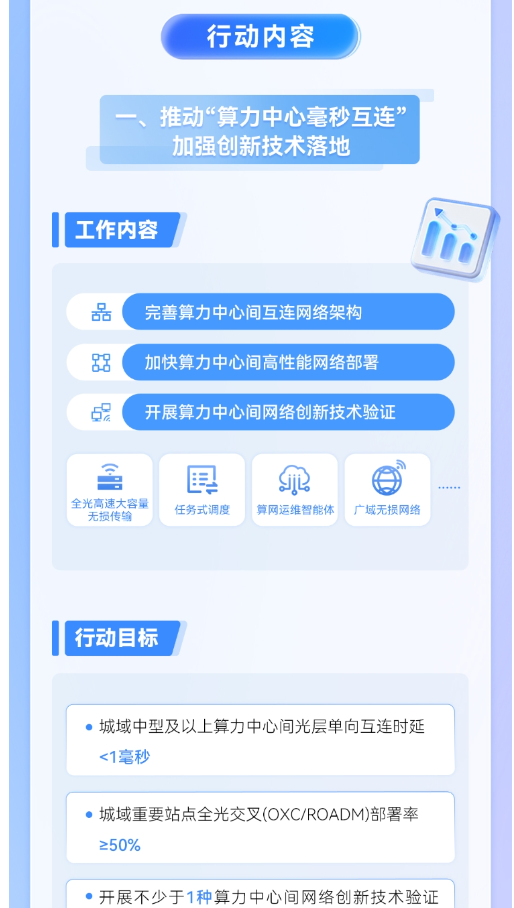 行动内容
一、推动“算力中心毫秒互连”
加强创新技术落地
工作内容
完善算力中心间互连网络架构
加快算力中心间高性能网络部署
开展算力中心间网络创新技术验证
全光高速大容量
无损传输
任务式调度
算网运维智能体
广域无损网络
……
行动目标
城域中型及以上算力中心间光层单向互连时延
<1毫秒
城域重要站点全光交叉(OXC/ROADM)部署率
≥50%
开展不少于1种算力中心间网络创新技术验证